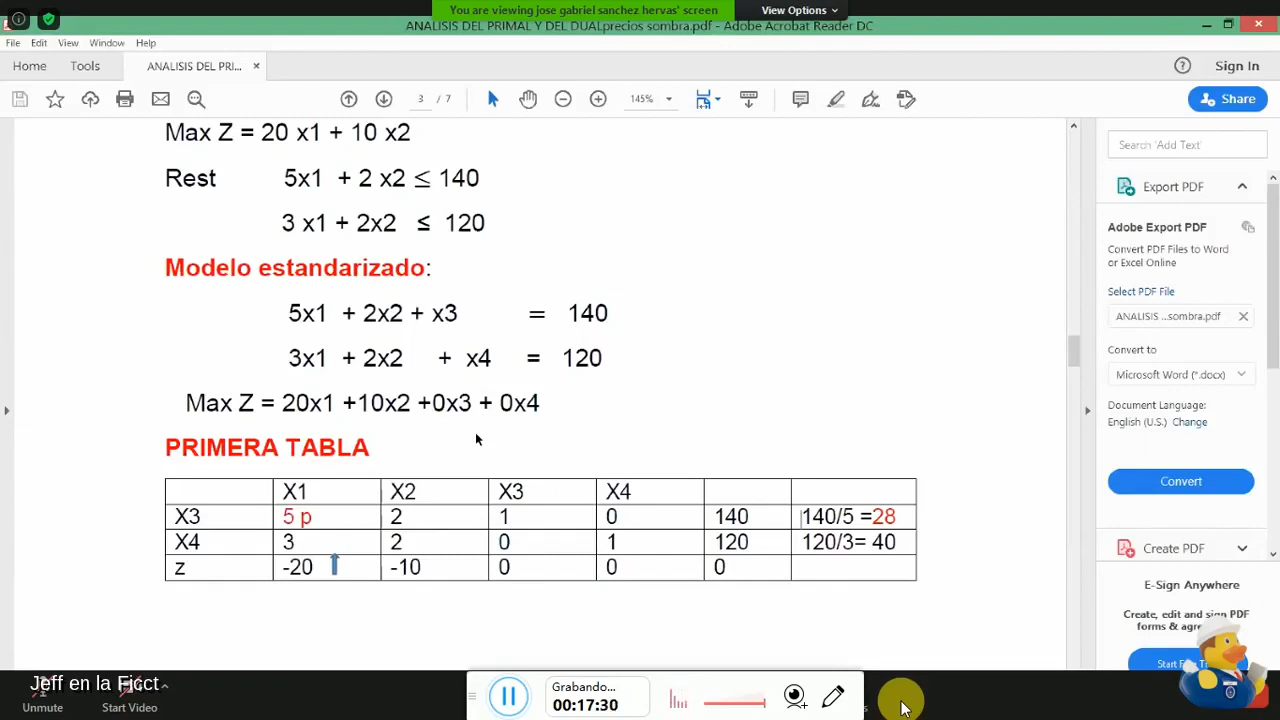 You are viewing jose gabriel sanchez hervas' screen
View Options
ANALISIS DEL PRIMAL Y DEL DUALprecios sombra.pdf - Adobe Acrobat Reader DC
File Edit View Window Help
Home Tools ANALISIS DEL PRI... × Sign In
3 / 7 145% Share
Max Z = 20 x1 + 10 x2
Rest 5x1 + 2 x2 ≤ 140
3 x1 + 2x2 ≤ 120
Modelo estandarizado:
5x1 + 2x2 + x3 = 140
3x1 + 2x2 + x4 = 120
Max Z = 20x1 +10x2 +0x3 + 0x4
PRIMERA TABLA
X1 X2 X3 X4
X3 5 p 2 1 0 140 140/5 =28
X4 3 2 0 1 120 120/3= 40
z -20 -10 0 0 0
Search 'Add Text'
Export PDF
Adobe Export PDF
Convert PDF Files to Word
or Excel Online
Select PDF File
ANALISIS ...sombra.pdf ×
Convert to
Microsoft Word (*.docx)
Document Language:
English (U.S.) Change
Convert
Create PDF
E-Sign Anywhere
Create, edit and sign PDF
forms &
Jeff en la Fict
Unmute Start Video
Grabando...
00:17:30